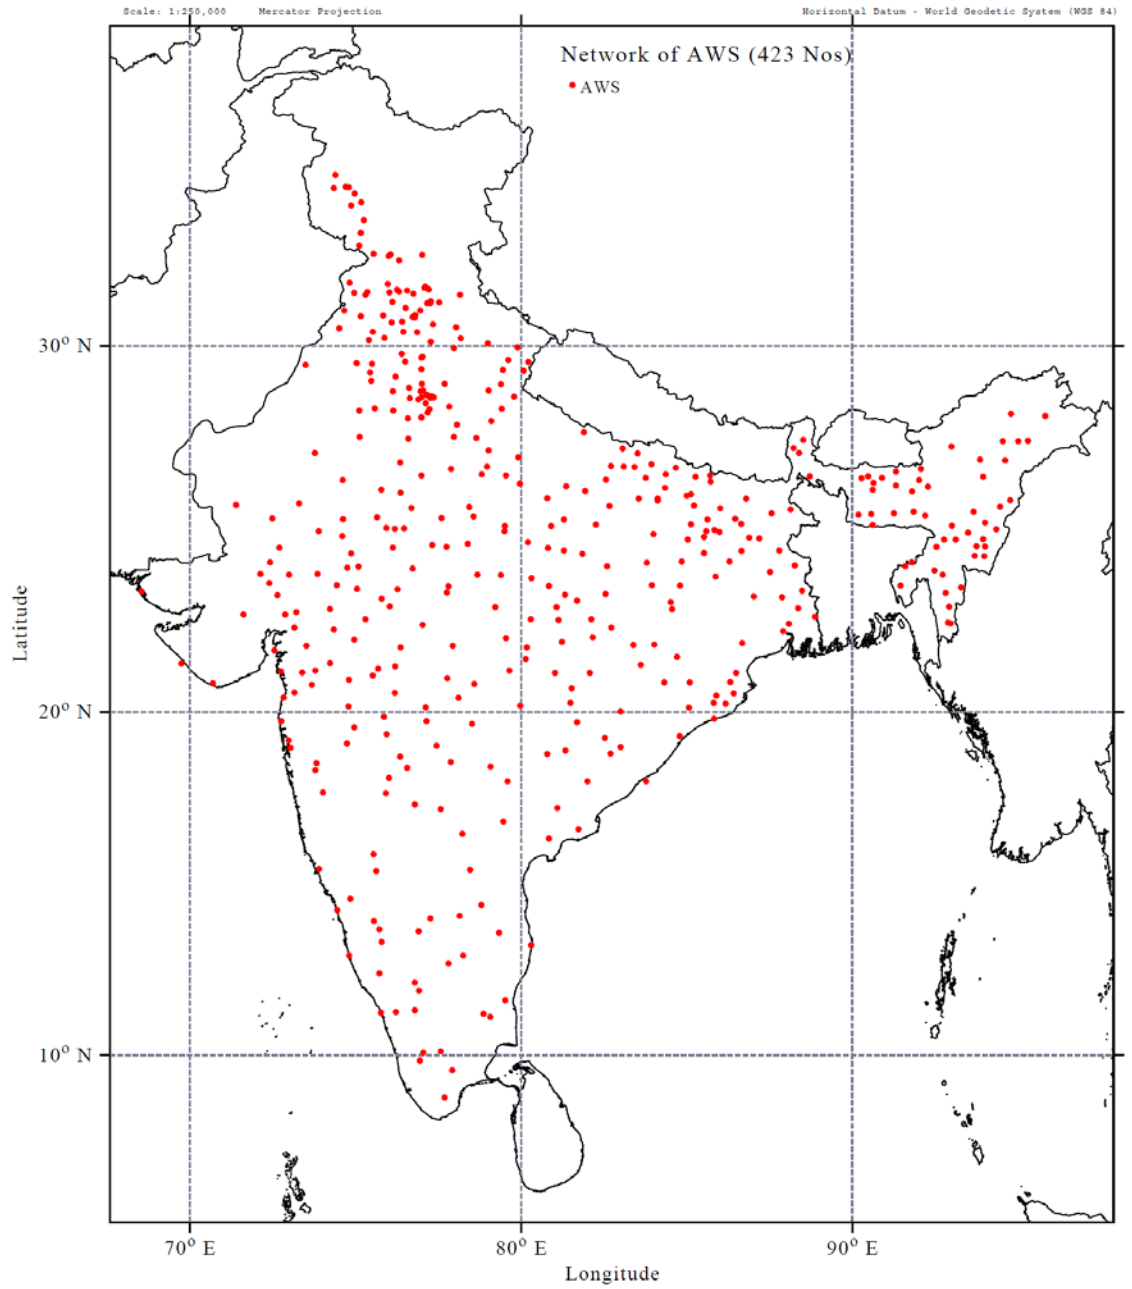 Scale: 1:250,000 Mercator Projection Horizontal Datum - World Geodetic System (WGS 84)
Network of AWS (423 Nos)
AWS
30° N
20° N
10° N
Latitude
70° E 80° E 90° E
Longitude